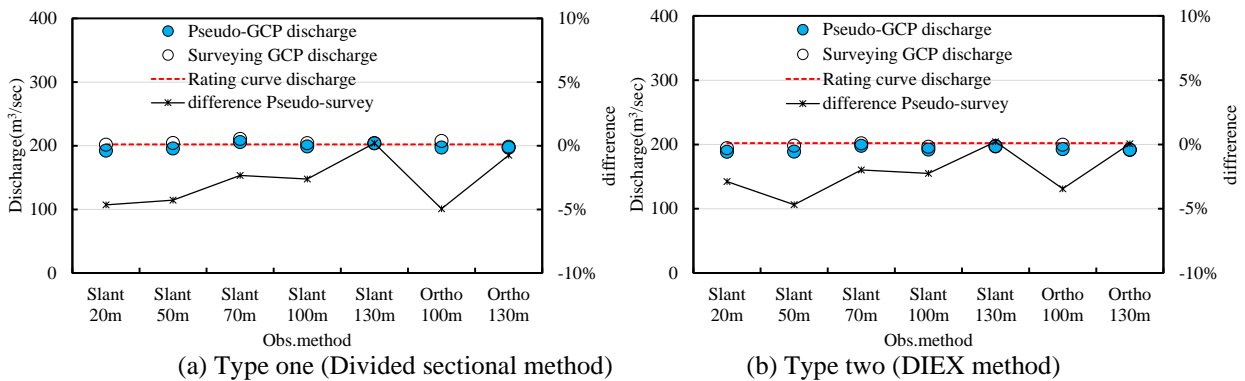 400
300
200
100
0
Discharge(m³/sec)
10%
5%
0%
-5%
-10%
difference
Pseudo-GCP discharge
Surveying GCP discharge
Rating curve discharge
difference Pseudo-survey
Slant 20m
Slant 50m
Slant 70m
Slant 100m
Slant 130m
Ortho 100m
Ortho 130m
Obs.method
(a) Type one (Divided sectional method)
400
300
200
100
0
Discharge(m³/sec)
10%
5%
0%
-5%
-10%
difference
Pseudo-GCP discharge
Surveying GCP discharge
Rating curve discharge
difference Pseudo-survey
Slant 20m
Slant 50m
Slant 70m
Slant 100m
Slant 130m
Ortho 100m
Ortho 130m
Obs.method
(b) Type two (DIEX method)